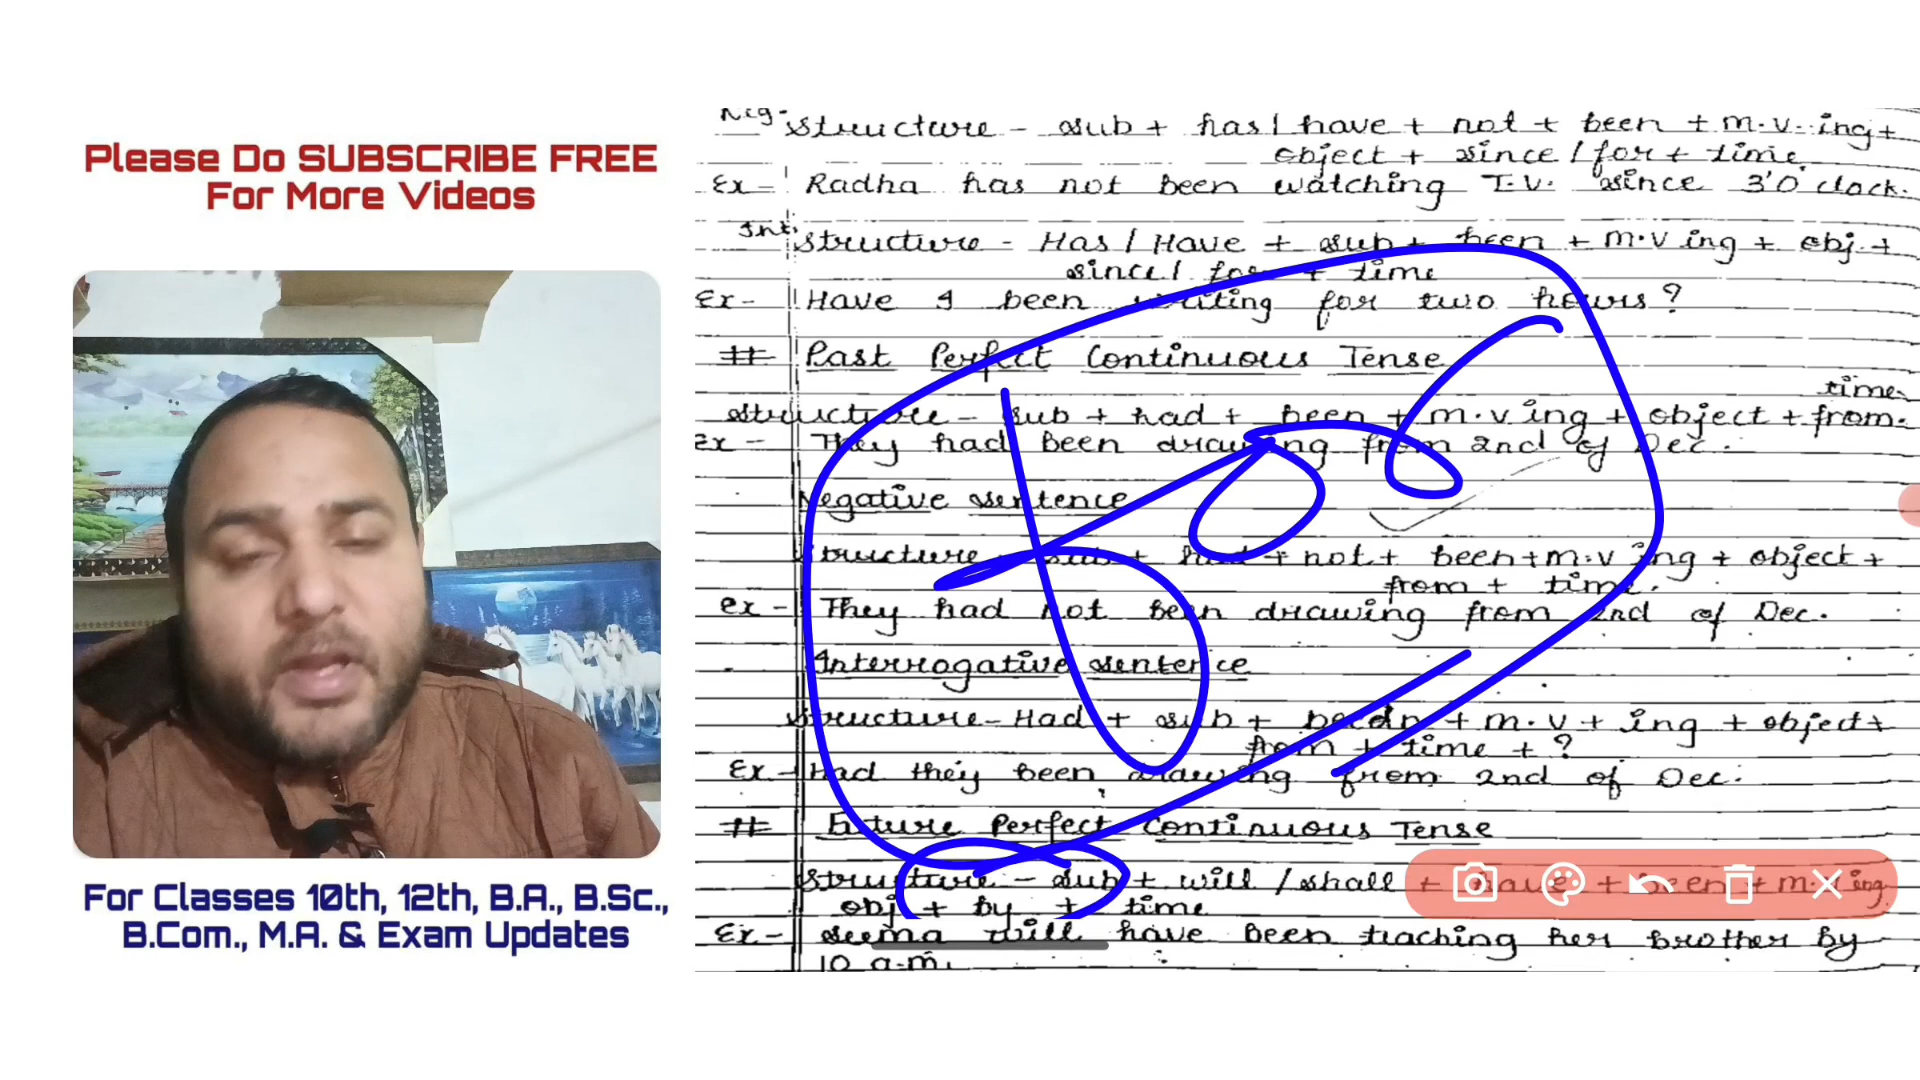 Please Do SUBSCRIBE FREE
For More Videos
For Classes 10th, 12th, B.A., B.Sc.,
B.Com., M.A. & Exam Updates
Neg- Structure - sub + has / have + not + been + m.v. ing +
object + since / for + time
Ex - Radha has not been watching T.V. since 3'O'clock.
Int. Structure - Has / Have + sub + been + m.v ing + obj. +
since / for + time
Ex- Have I been writing for two hours?
# Past Perfect Continuous Tense
time
structure - sub + had + been + m.v ing + object + from.
Ex - They had been drawing from 2nd of Dec.
Negative sentence
structure - sub + had + not + been + m.v ing + object +
from + time.
ex - They had not been drawing from 2nd of Dec.
Interrogative sentence
Structure - Had + sub + + m.v + ing + object +
from + time + ?
Ex - Had they been drawing from 2nd of Dec.
# Future Perfect Continuous Tense
Structure - sub + will / shall + have + been + m.v ing
obj + by + time
Ex - seema will have been teaching her brother by
10 a.m.